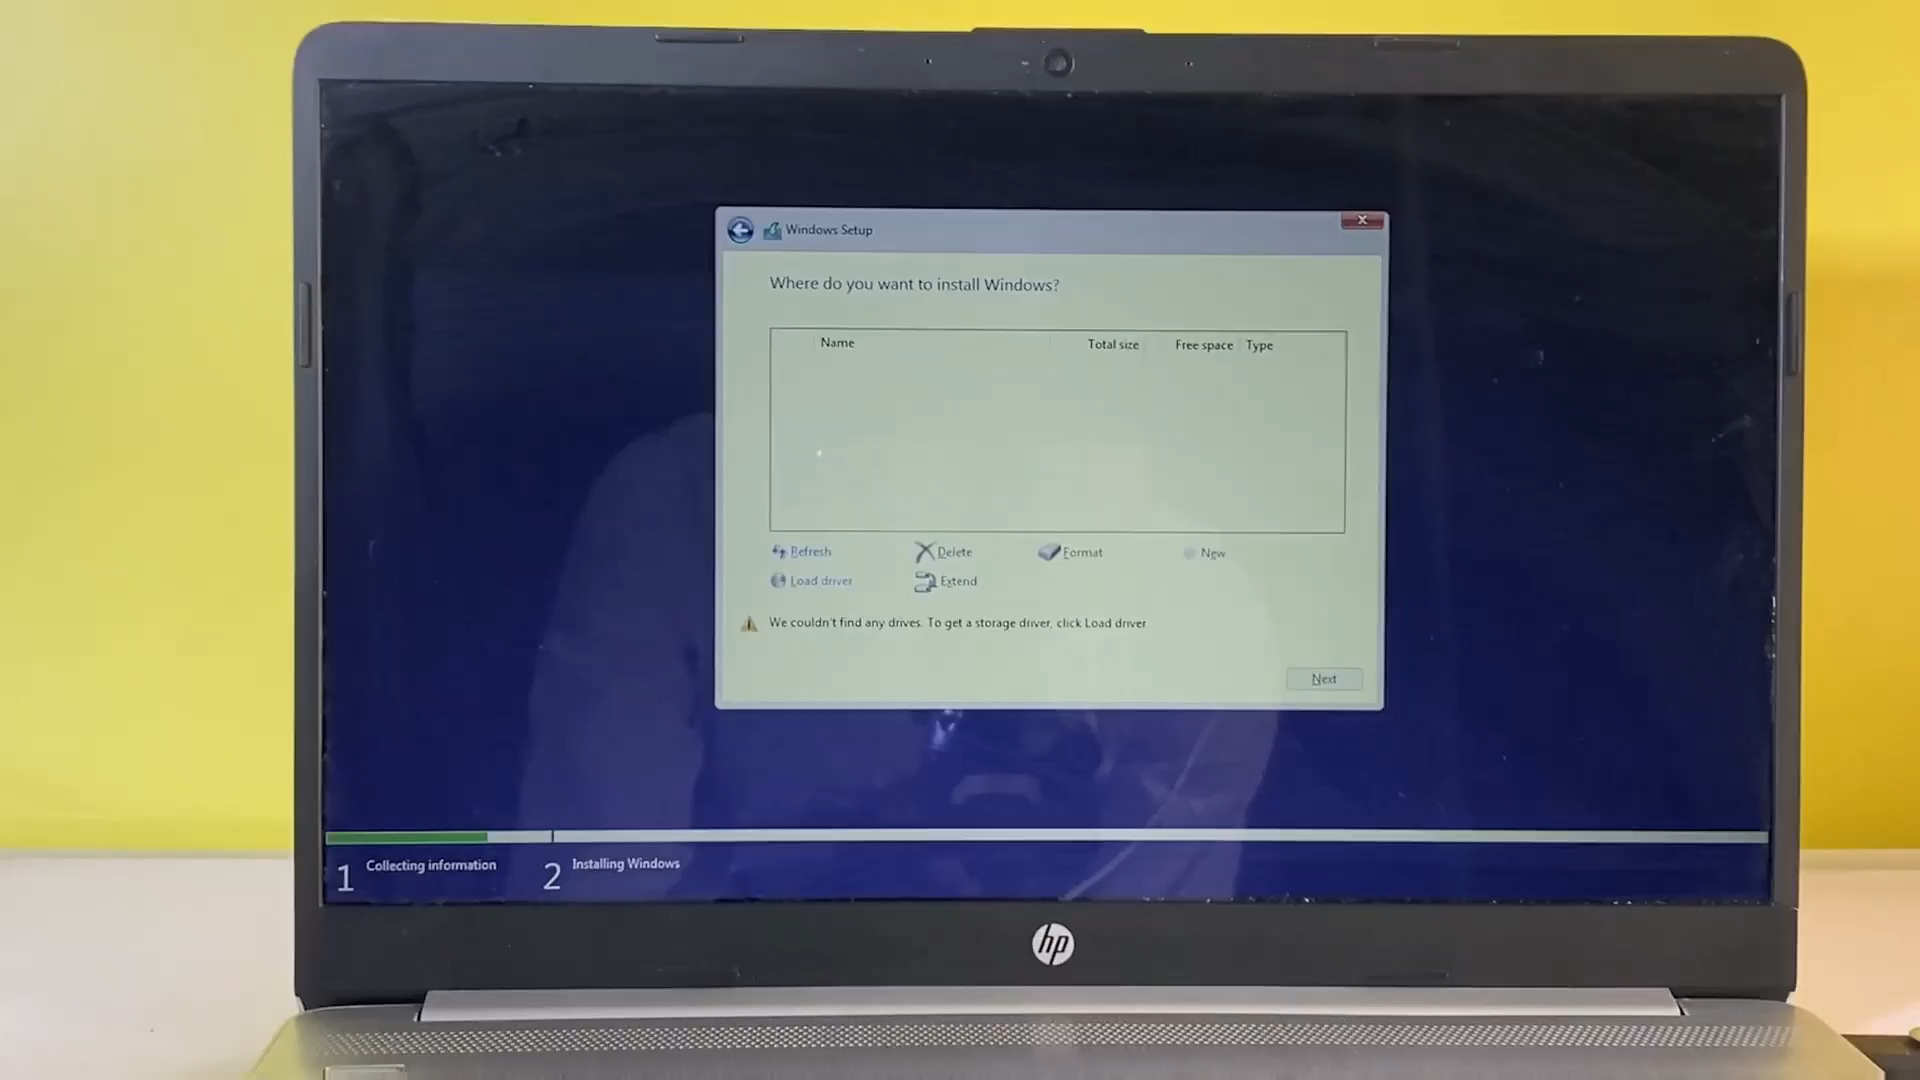 Windows Setup
Where do you want to install Windows?
Name Total size Free space Type
Refresh Delete Format New
Load driver Extend
We couldn't find any drives. To get a storage driver, click Load driver
Next
1 Collecting information 2 Installing Windows
hp